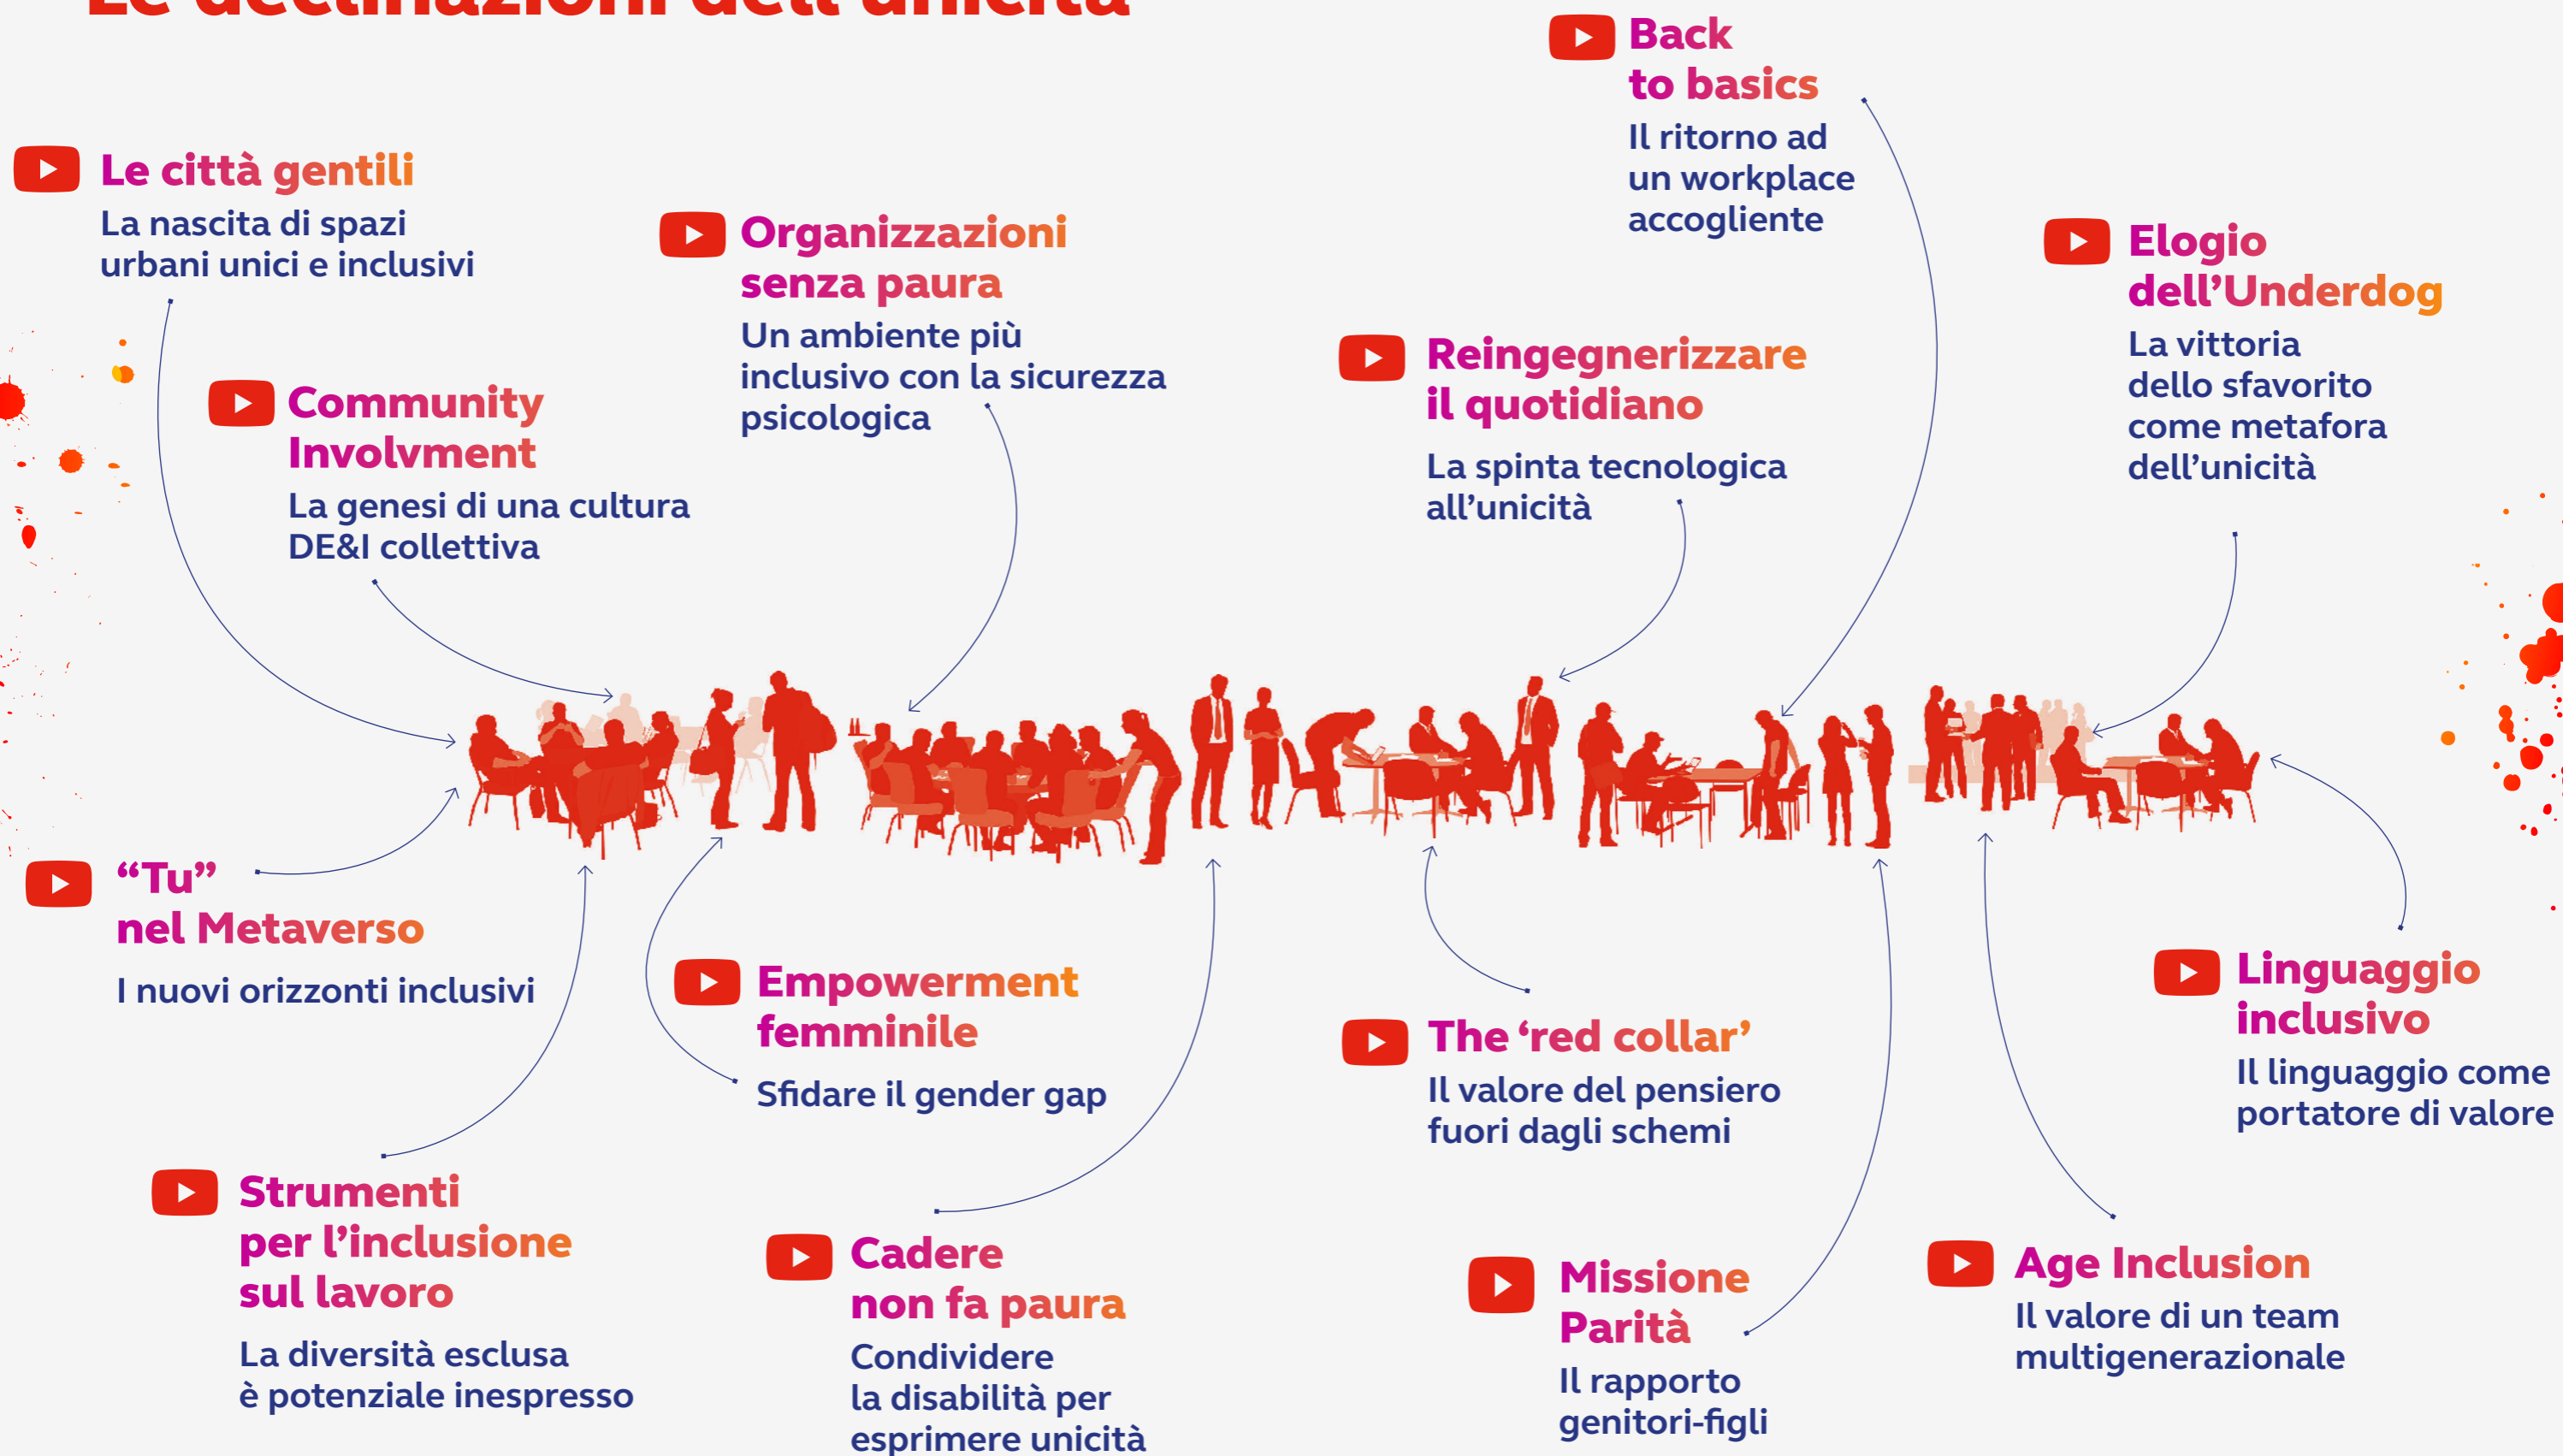 Le declinazioni dell'unicità
Back
to basics
Il ritorno ad
un workplace
accogliente
Le città gentili
La nascita di spazi
urbani unici e inclusivi
Organizzazioni
senza paura
Un ambiente più
inclusivo con la sicurezza
psicologica
Elogio
dell’Underdog
La vittoria
dello sfavorito
come metafora
dell’unicità
Reingegnerizzare
il quotidiano
La spinta tecnologica
all’unicità
Community
Involvment
La genesi di una cultura
DE&I collettiva
“Tu”
nel Metaverso
I nuovi orizzonti inclusivi
Empowerment
femminile
Sfidare il gender gap
The ‘red collar’
Il valore del pensiero
fuori dagli schemi
Linguaggio
inclusivo
Il linguaggio come
portatore di valore
Strumenti
per l’inclusione
sul lavoro
La diversità esclusa
è potenziale inespresso
Cadere
non fa paura
Condividere
la disabilità per
esprimere unicità
Missione
Parità
Il rapporto
genitori-figli
Age Inclusion
Il valore di un team
multigenerazionale